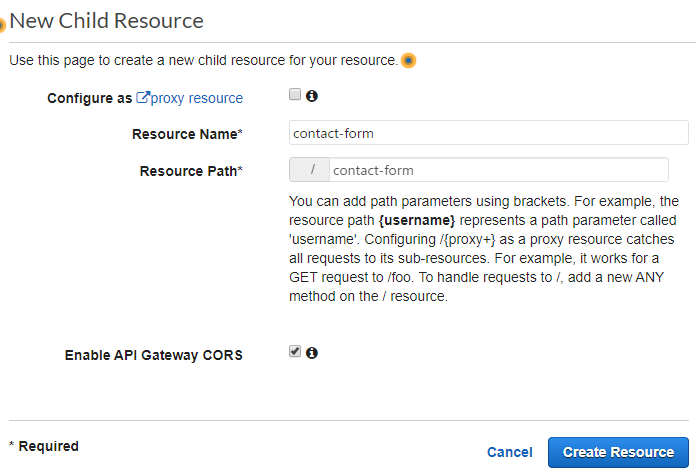 New Child Resource
Use this page to create a new child resource for your resource.
Configure as proxy resource
Resource Name* contact-form
Resource Path* / contact-form
You can add path parameters using brackets. For example, the
resource path {username} represents a path parameter called
'username'. Configuring /{proxy+} as a proxy resource catches
all requests to its sub-resources. For example, it works for a
GET request to /foo. To handle requests to /, add a new ANY
method on the / resource.
Enable API Gateway CORS
* Required
Cancel Create Resource